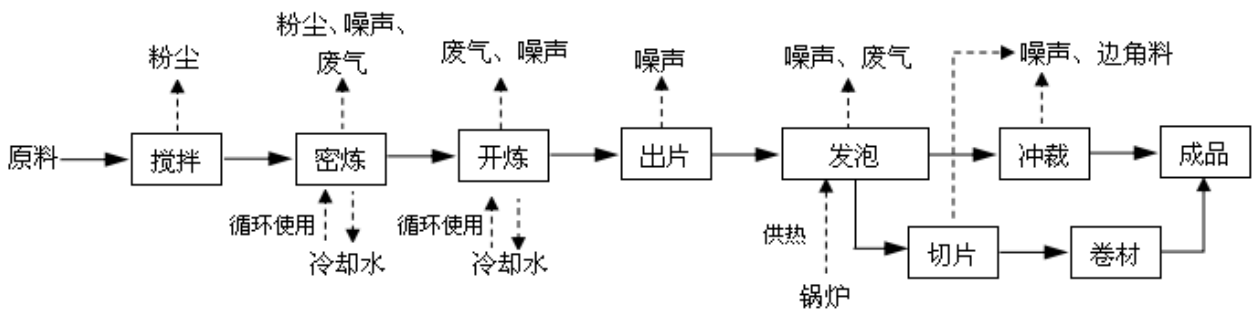 粉尘
粉尘、噪声、
废气
废气、噪声
噪声
噪声、废气
噪声、边角料
原料
搅拌
密炼
开炼
出片
发泡
冲裁
成品
循环使用
冷却水
循环使用
冷却水
供热
锅炉
切片
卷材